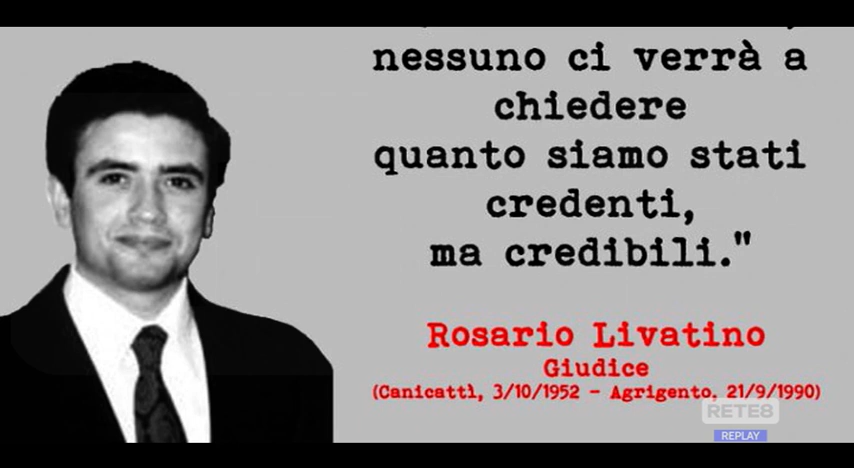 nessuno ci verrà a
chiedere
quanto siamo stati
credenti,
ma credibili."
Rosario Livatino
Giudice
(Canicattì, 3/10/1952 - Agrigento, 21/9/1990)
RETE8
REPLAY